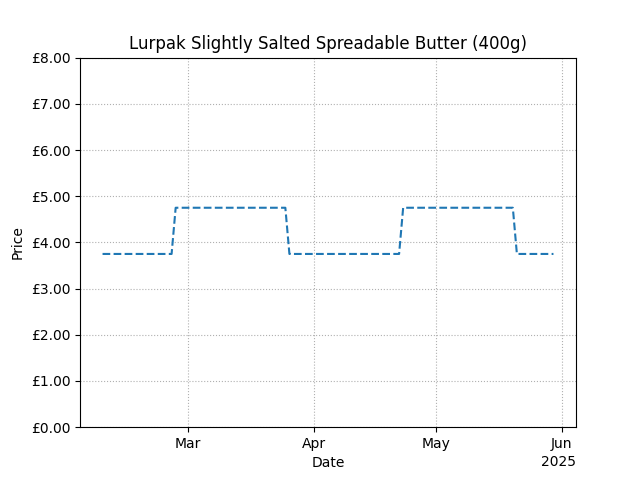 Lurpak Slightly Salted Spreadable Butter (400g)
£8.00
£7.00
£6.00
£5.00
£4.00
£3.00
£2.00
£1.00
£0.00
Price
Mar Apr May Jun
2025
Date